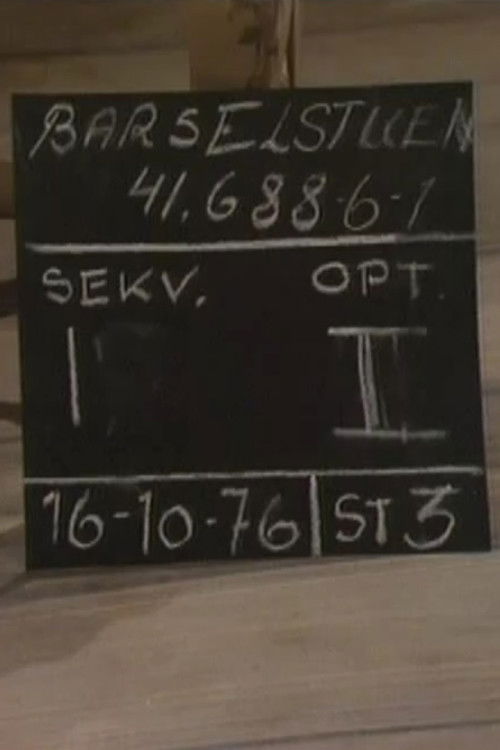 BARSELSTUEN
41.688-6-1
SEKV. OPT.
I II
16-10-76 ST 3